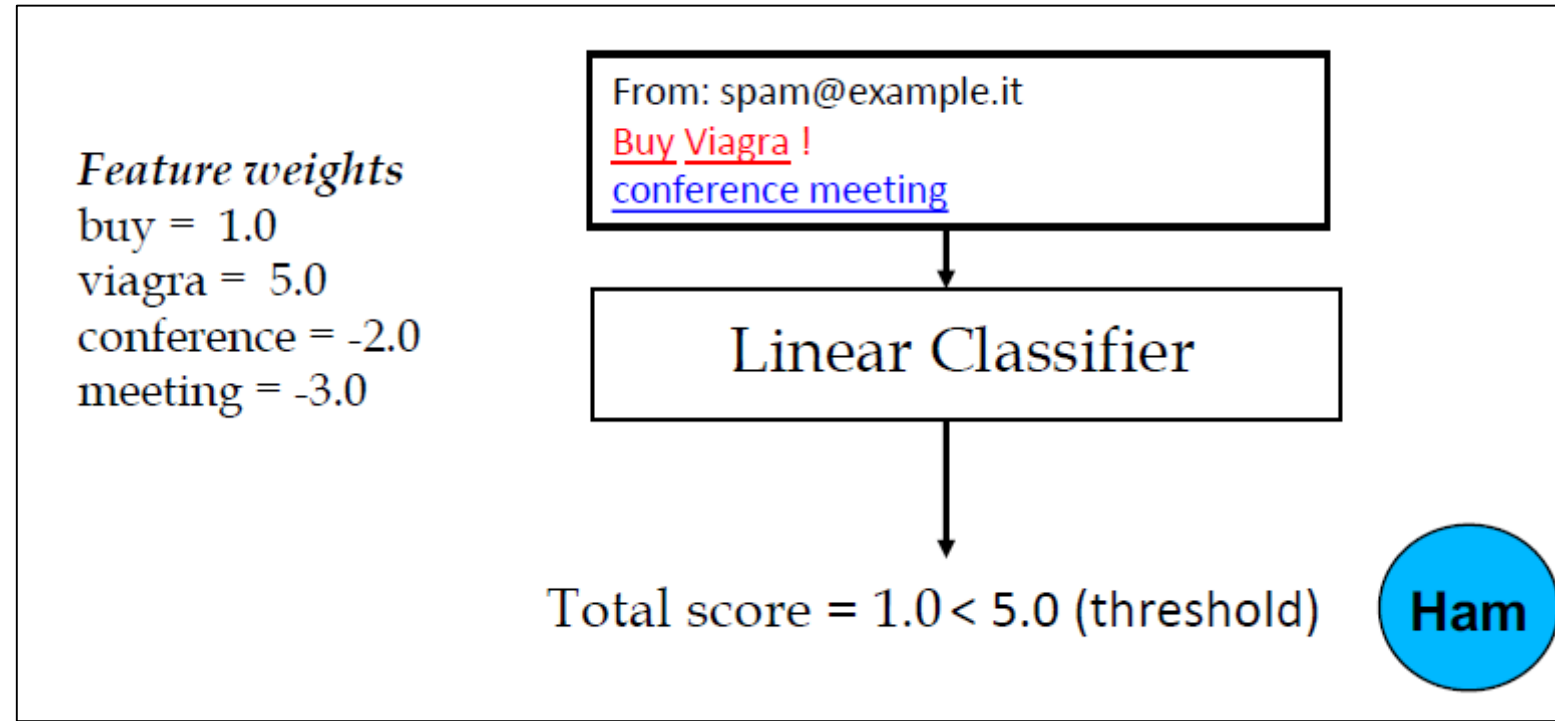 Feature weights
buy = 1.0
viagra = 5.0
conference = -2.0
meeting = -3.0
From: spam@example.it
Buy Viagra !
conference meeting
Linear Classifier
Total score = 1.0 < 5.0 (threshold)
Ham